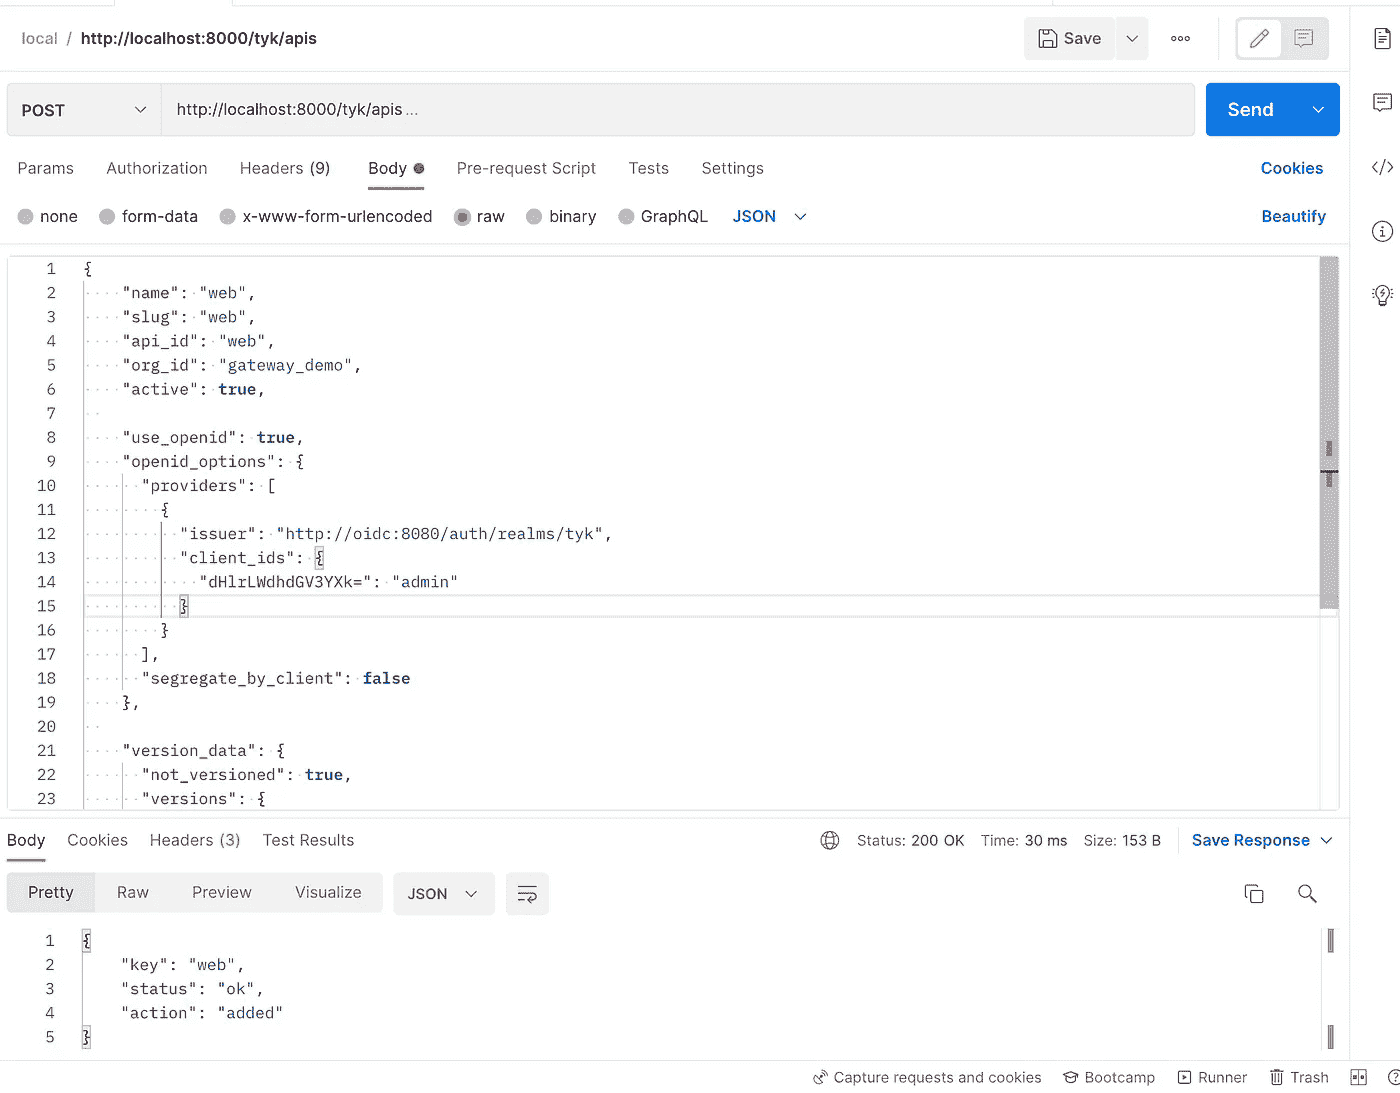 local / http://localhost:8000/tyk/apis Save
POST http://localhost:8000/tyk/apis ... Send
Params Authorization Headers (9) Body Pre-request Script Tests Settings Cookies
none form-data x-www-form-urlencoded raw binary GraphQL JSON Beautify
1 {
2 "name": "web",
3 "slug": "web",
4 "api_id": "web",
5 "org_id": "gateway_demo",
6 "active": true,
7
8 "use_openid": true,
9 "openid_options": {
10 "providers": [
11 {
12 "issuer": "http://oidc:8080/auth/realms/tyk",
13 "client_ids": {
14 "dHlrLWdhdGV3YXk=": "admin"
15 }
16 }
17 ],
18 "segregate_by_client": false
19 },
20
21 "version_data": {
22 "not_versioned": true,
23 "versions": {
Body Cookies Headers (3) Test Results Status: 200 OK Time: 30 ms Size: 153 B Save Response
Pretty Raw Preview Visualize JSON
1 {
2 "key": "web",
3 "status": "ok",
4 "action": "added"
5 }
Capture requests and cookies Bootcamp Runner Trash